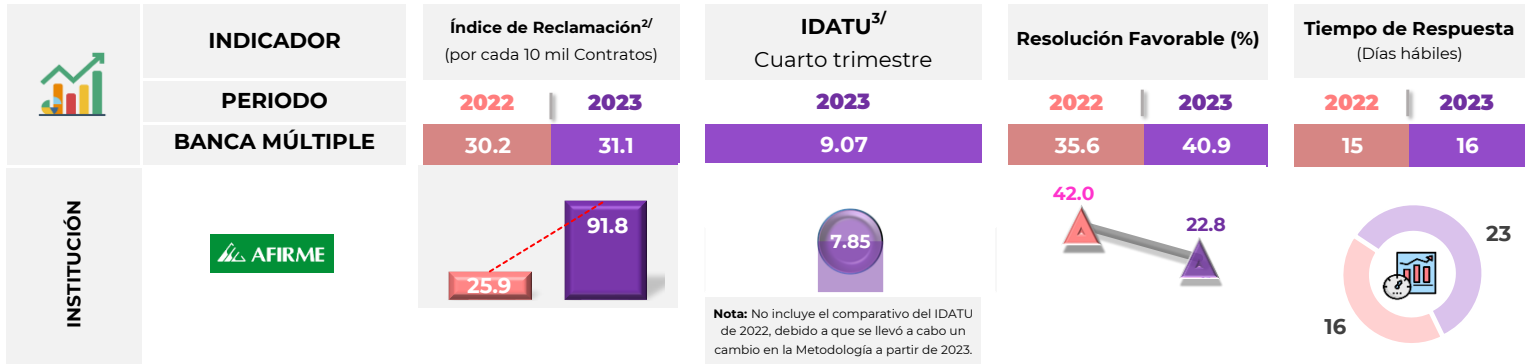 INDICADOR
Índice de Reclamación2/
(por cada 10 mil Contratos)
IDATU3/
Cuarto trimestre
Resolución Favorable (%)
Tiempo de Respuesta
(Días hábiles)
PERIODO
2022 | 2023
2023
2022 | 2023
2022 | 2023
BANCA MÚLTIPLE
30.2 31.1
9.07
35.6 40.9
15 16
INSTITUCIÓN
AFIRME
25.9
91.8
7.85
Nota: No incluye el comparativo del IDATU
de 2022, debido a que se llevó a cabo un
cambio en la Metodología a partir de 2023.
42.0
22.8
23
16